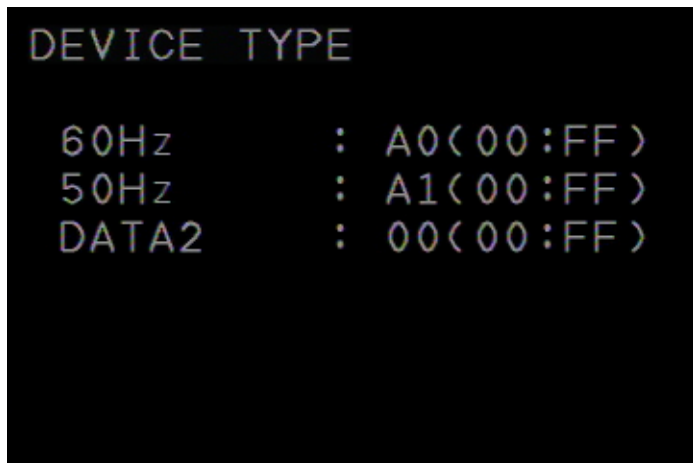 DEVICE TYPE
60Hz : A0(00:FF)
50Hz : A1(00:FF)
DATA2 : 00(00:FF)